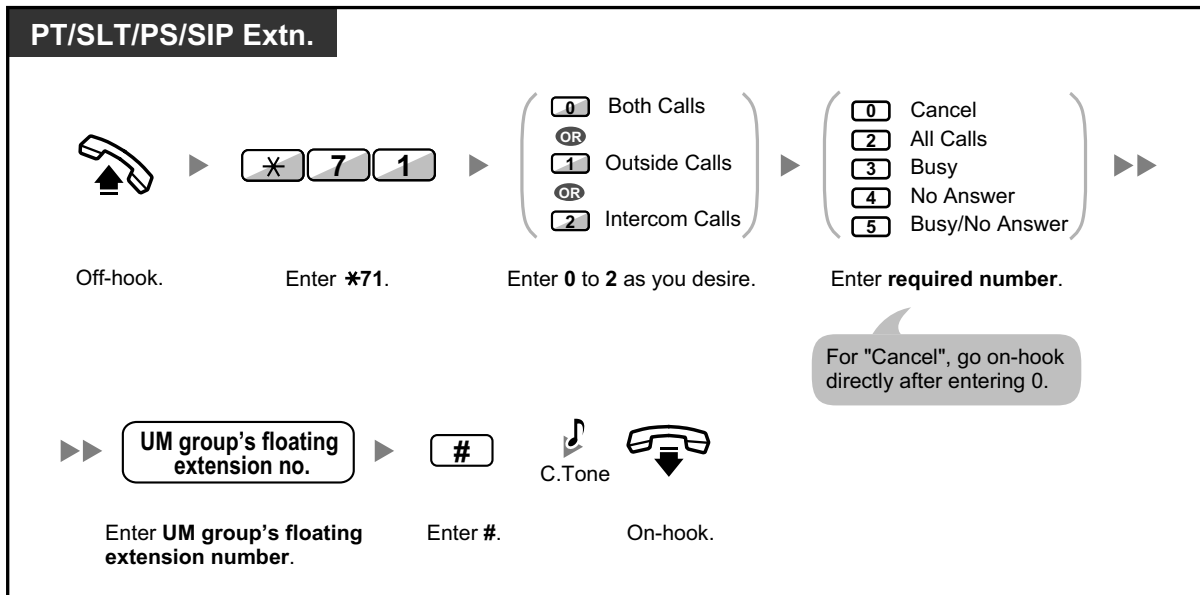 PT/SLT/PS/SIP Extn.
0 Both Calls
OR
1 Outside Calls
OR
2 Intercom Calls
0 Cancel
2 All Calls
3 Busy
4 No Answer
5 Busy/No Answer
* 7 1
Off-hook.
Enter *71.
Enter 0 to 2 as you desire.
Enter required number.
For "Cancel", go on-hook
directly after entering 0.
UM group's floating
extension no.
#
C.Tone
Enter UM group's floating
extension number.
Enter #.
On-hook.